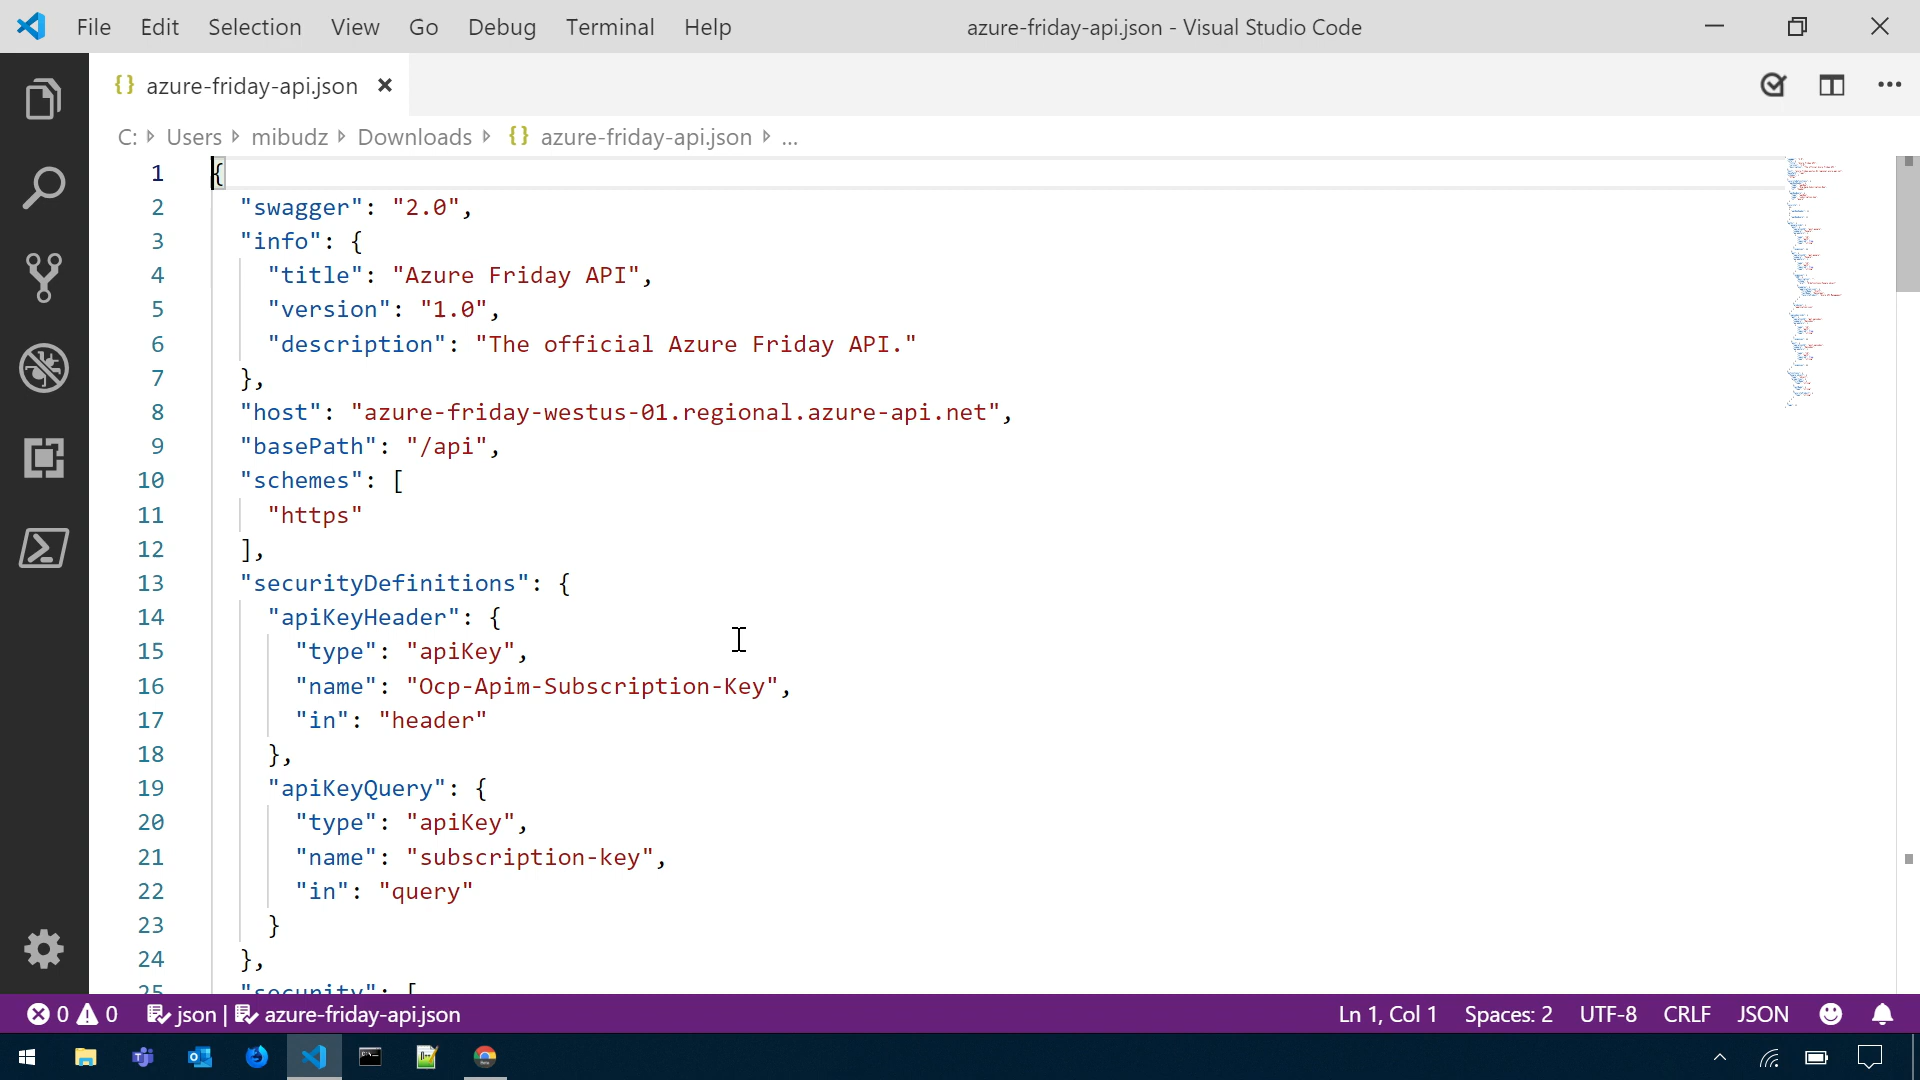 File Edit Selection View Go Debug Terminal Help azure-friday-api.json - Visual Studio Code
{} azure-friday-api.json ×
C: Users mibudz Downloads {} azure-friday-api.json ...
1 {
2 "swagger": "2.0",
3 "info": {
4 "title": "Azure Friday API",
5 "version": "1.0",
6 "description": "The official Azure Friday API."
7 },
8 "host": "azure-friday-westus-01.regional.azure-api.net",
9 "basePath": "/api",
10 "schemes": [
11 "https"
12 ],
13 "securityDefinitions": {
14 "apiKeyHeader": {
15 "type": "apiKey",
16 "name": "Ocp-Apim-Subscription-Key",
17 "in": "header"
18 },
19 "apiKeyQuery": {
20 "type": "apiKey",
21 "name": "subscription-key",
22 "in": "query"
23 }
24 },
25 "security": [
0 0 json | azure-friday-api.json Ln 1, Col 1 Spaces: 2 UTF-8 CRLF JSON